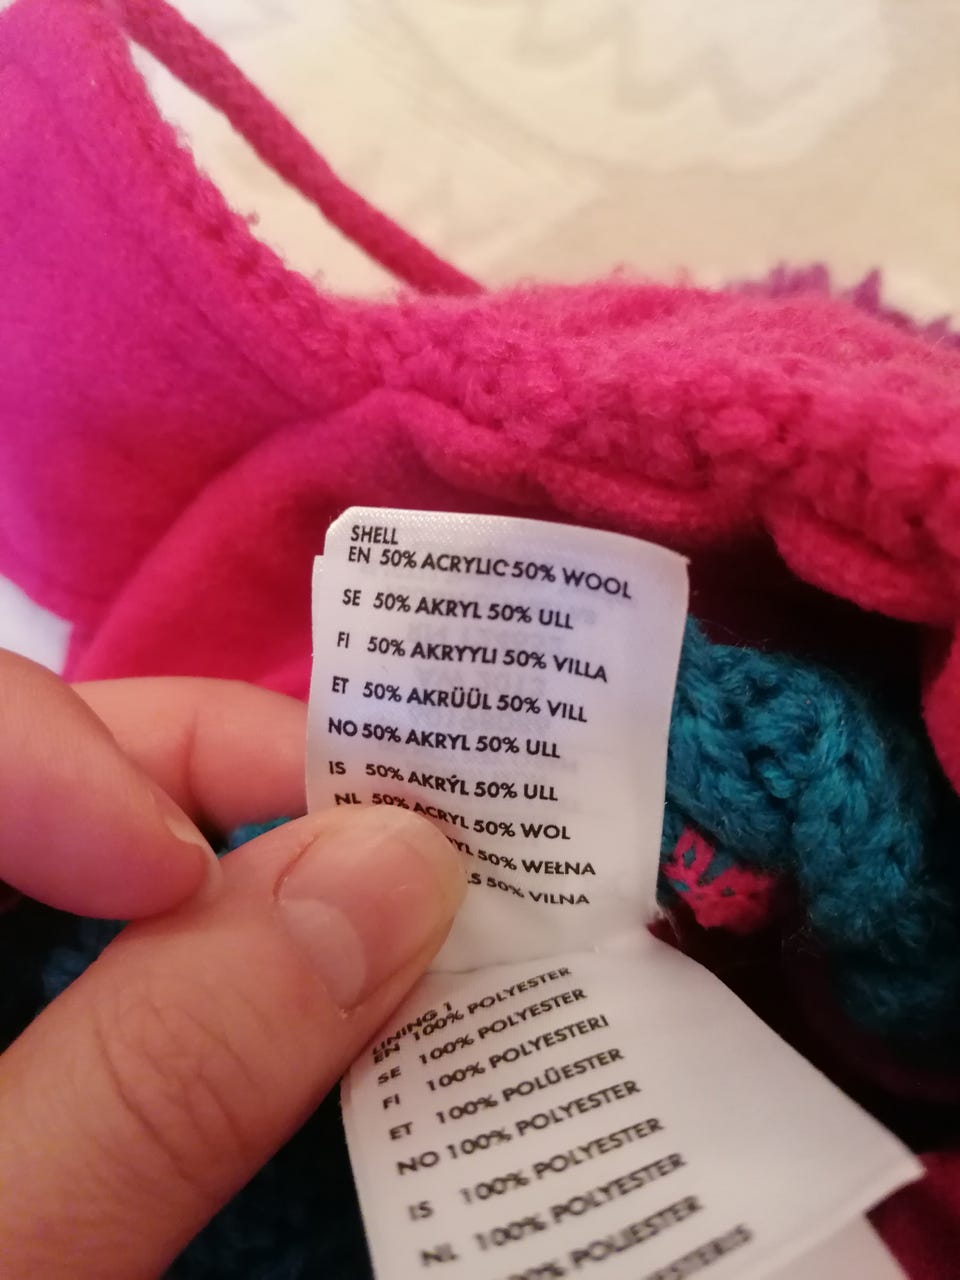 SHELL
EN 50% ACRYLIC 50% WOOL
SE 50% AKRYL 50% ULL
FI 50% AKRYYLI 50% VILLA
ET 50% AKRÜÜL 50% VILL
NO 50% AKRYL 50% ULL
IS 50% AKRÝL 50% ULL
NL 50% ACRYL 50% WOL
50% WEŁNA
50% VILNA
LINING 1
EN 100% POLYESTER
SE 100% POLYESTER
FI 100% POLYESTERI
ET 100% POLÜESTER
NO 100% POLYESTER
IS 100% POLYESTER
NL 100% POLYESTER
POLIESTER